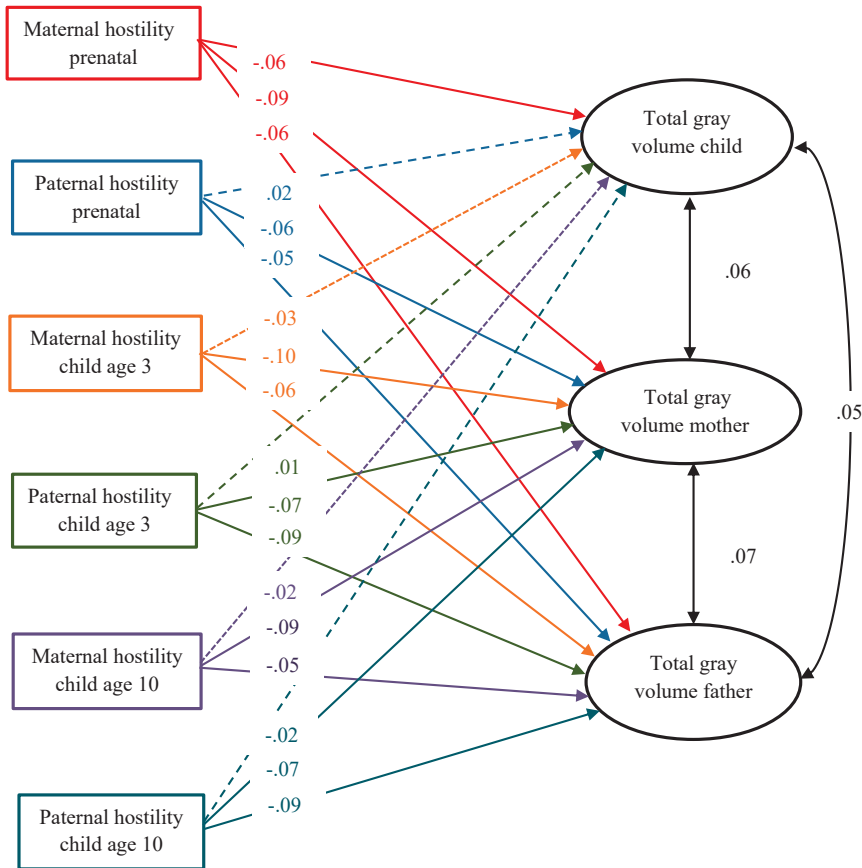 Maternal hostility
prenatal
-.06
-.09
-.06
Total gray
volume child
Paternal hostility
prenatal
.02
-.06
-.05
.06
Maternal hostility
child age 3
-.03
-.10
-.06
Total gray
volume mother
.05
Paternal hostility
child age 3
.01
-.07
-.09
.07
Maternal hostility
child age 10
-.02
-.09
-.05
Total gray
volume father
Paternal hostility
child age 10
-.02
-.07
-.09